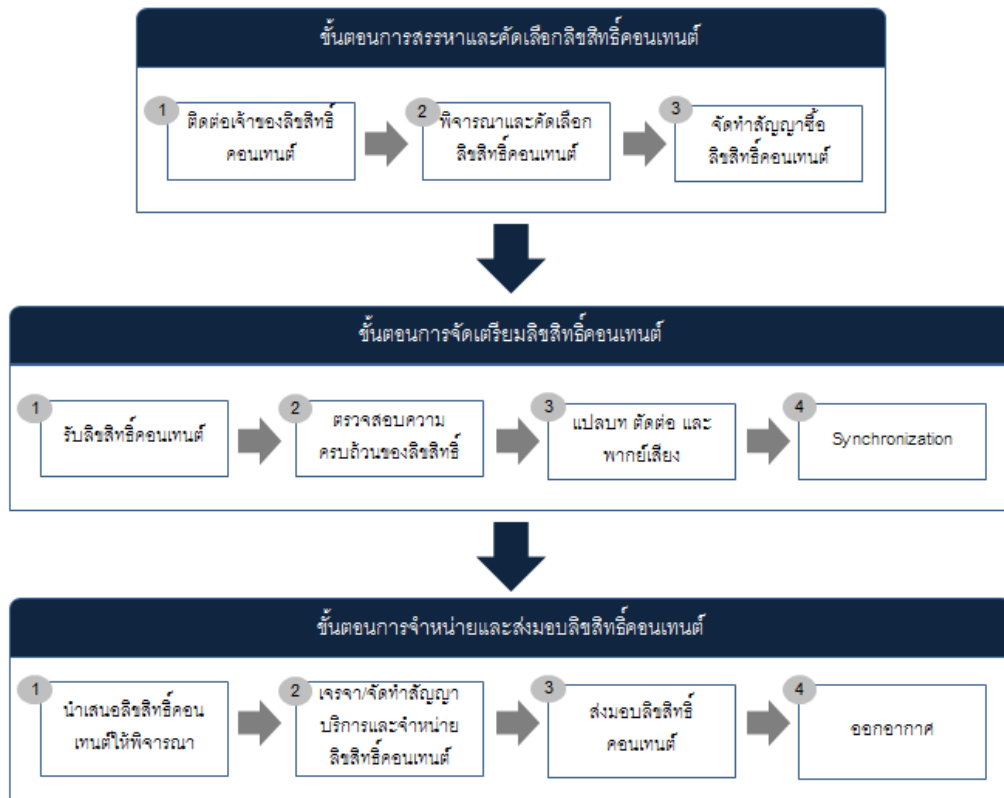 ขั้นตอนการสรรหาและคัดเลือกลิขสิทธิ์คอนเทนต์
1
ติดต่อเจ้าของลิขสิทธิ์
คอนเทนต์
2
พิจารณาและคัดเลือก
ลิขสิทธิ์คอนเทนต์
3
จัดทำสัญญาซื้อ
ลิขสิทธิ์คอนเทนต์
ขั้นตอนการจัดเตรียมลิขสิทธิ์คอนเทนต์
1
รับลิขสิทธิ์คอนเทนต์
2
ตรวจสอบความ
ครบถ้วนของลิขสิทธิ์
3
แปลบท ตัดต่อ และ
พากย์เสียง
4
Synchronization
ขั้นตอนการจำหน่ายและส่งมอบลิขสิทธิ์คอนเทนต์
1
นำเสนอลิขสิทธิ์คอน
เทนต์ให้พิจารณา
2
เจรจา/จัดทำสัญญา
บริการและจำหน่าย
ลิขสิทธิ์คอนเทนต์
3
ส่งมอบลิขสิทธิ์
คอนเทนต์
4
ออกอากาศ